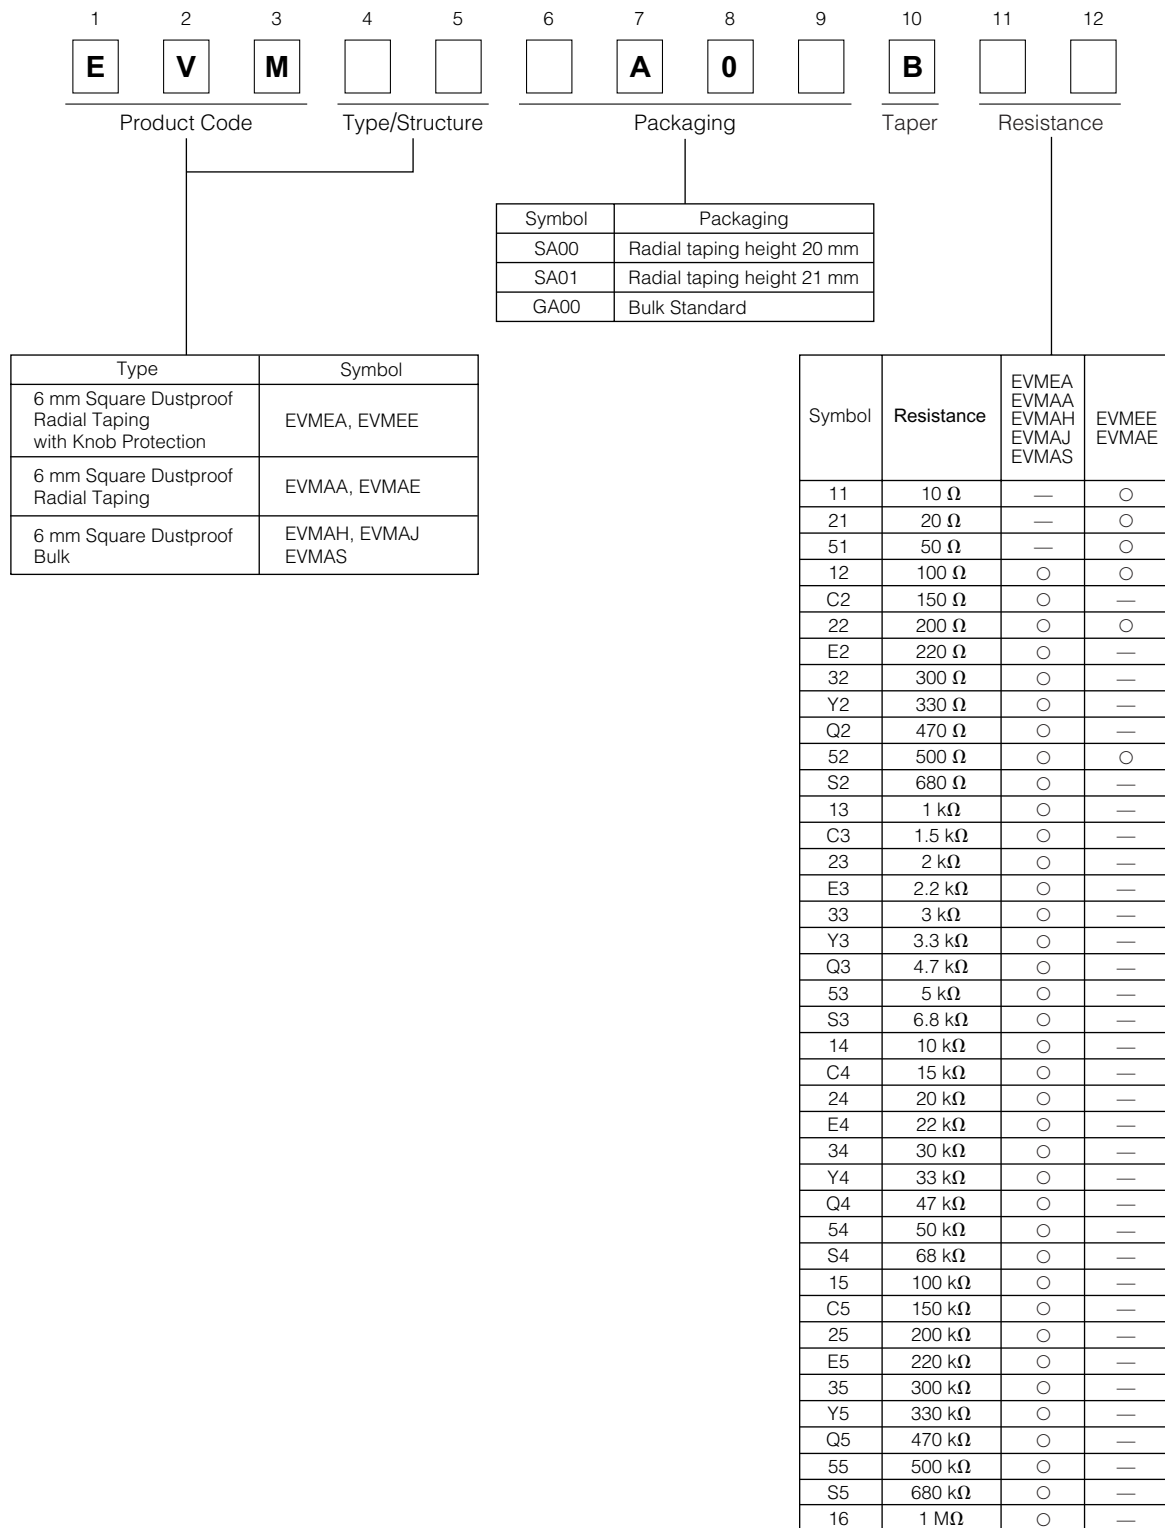 1 2 3 4 5 6 7 8 9 10 11 12
E V M A 0 B
Product Code Type/Structure Packaging Taper Resistance
Symbol Packaging
SA00 Radial taping height 20 mm
SA01 Radial taping height 21 mm
GA00 Bulk Standard
Type Symbol
6 mm Square Dustproof
Radial Taping
with Knob Protection
EVMEA, EVMEE
6 mm Square Dustproof
Radial Taping
EVMAA, EVMAE
6 mm Square Dustproof
Bulk
EVMAH, EVMAJ
EVMAS
Symbol Resistance
EVMEA
EVMAA
EVMAH
EVMAJ
EVMAS
EVMEE
EVMAE
11 10 Ω — ○
21 20 Ω — ○
51 50 Ω — ○
12 100 Ω ○ ○
C2 150 Ω ○ —
22 200 Ω ○ ○
E2 220 Ω ○ —
32 300 Ω ○ —
Y2 330 Ω ○ —
Q2 470 Ω ○ —
52 500 Ω ○ ○
S2 680 Ω ○ —
13 1 kΩ ○ —
C3 1.5 kΩ ○ —
23 2 kΩ ○ —
E3 2.2 kΩ ○ —
33 3 kΩ ○ —
Y3 3.3 kΩ ○ —
Q3 4.7 kΩ ○ —
53 5 kΩ ○ —
S3 6.8 kΩ ○ —
14 10 kΩ ○ —
C4 15 kΩ ○ —
24 20 kΩ ○ —
E4 22 kΩ ○ —
34 30 kΩ ○ —
Y4 33 kΩ ○ —
Q4 47 kΩ ○ —
54 50 kΩ ○ —
S4 68 kΩ ○ —
15 100 kΩ ○ —
C5 150 kΩ ○ —
25 200 kΩ ○ —
E5 220 kΩ ○ —
35 300 kΩ ○ —
Y5 330 kΩ ○ —
Q5 470 kΩ ○ —
55 500 kΩ ○ —
S5 680 kΩ ○ —
16 1 MΩ ○ —